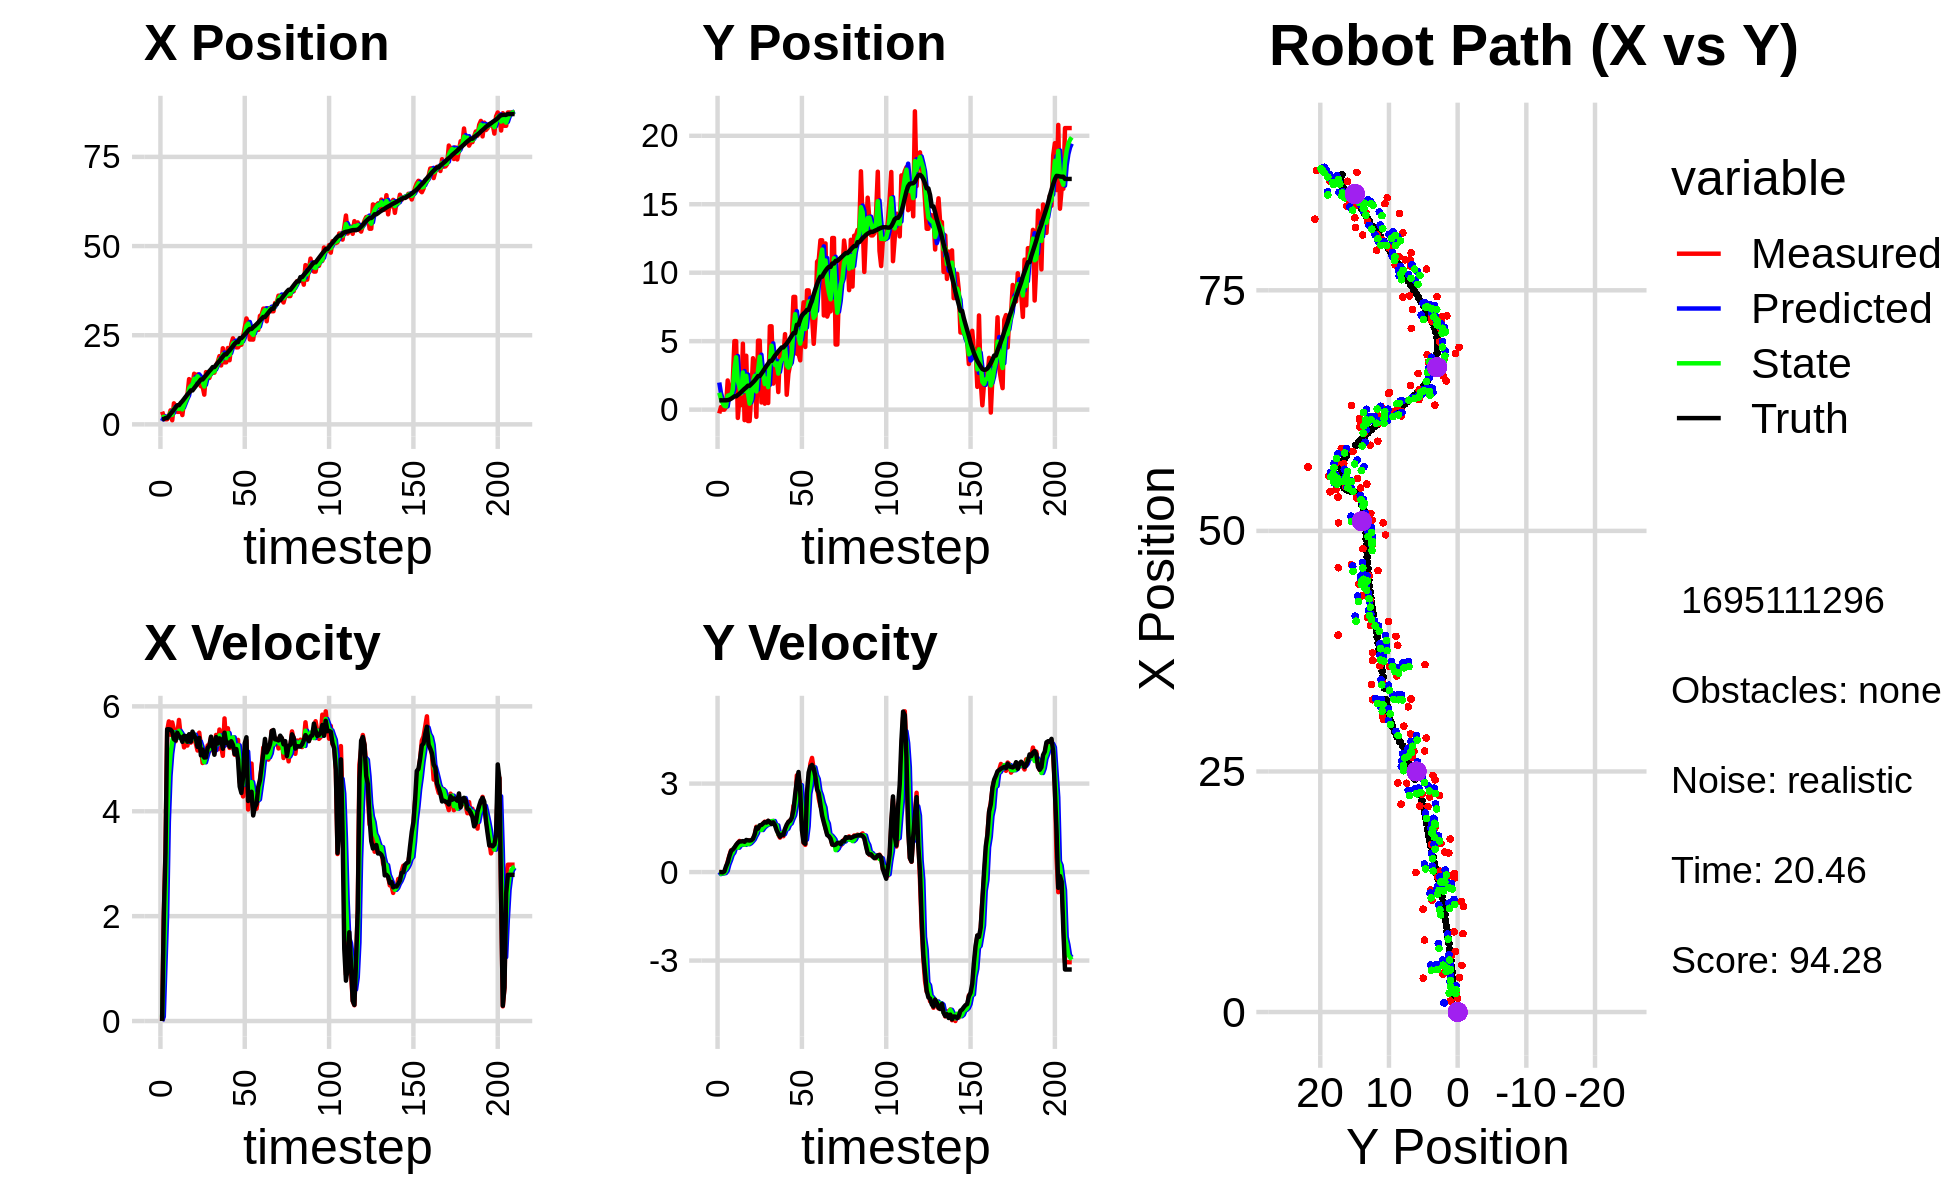 X Position
75
50
25
0
0 50 100 150 200
timestep
Y Position
20
15
10
5
0
0 50 100 150 200
timestep
X Velocity
6
4
2
0
0 50 100 150 200
timestep
Y Velocity
3
0
-3
0 50 100 150 200
timestep
Robot Path (X vs Y)
X Position
75
50
25
0
20 10 0 -10 -20
Y Position
variable
Measured
Predicted
State
Truth
1695111296
Obstacles: none
Noise: realistic
Time: 20.46
Score: 94.28